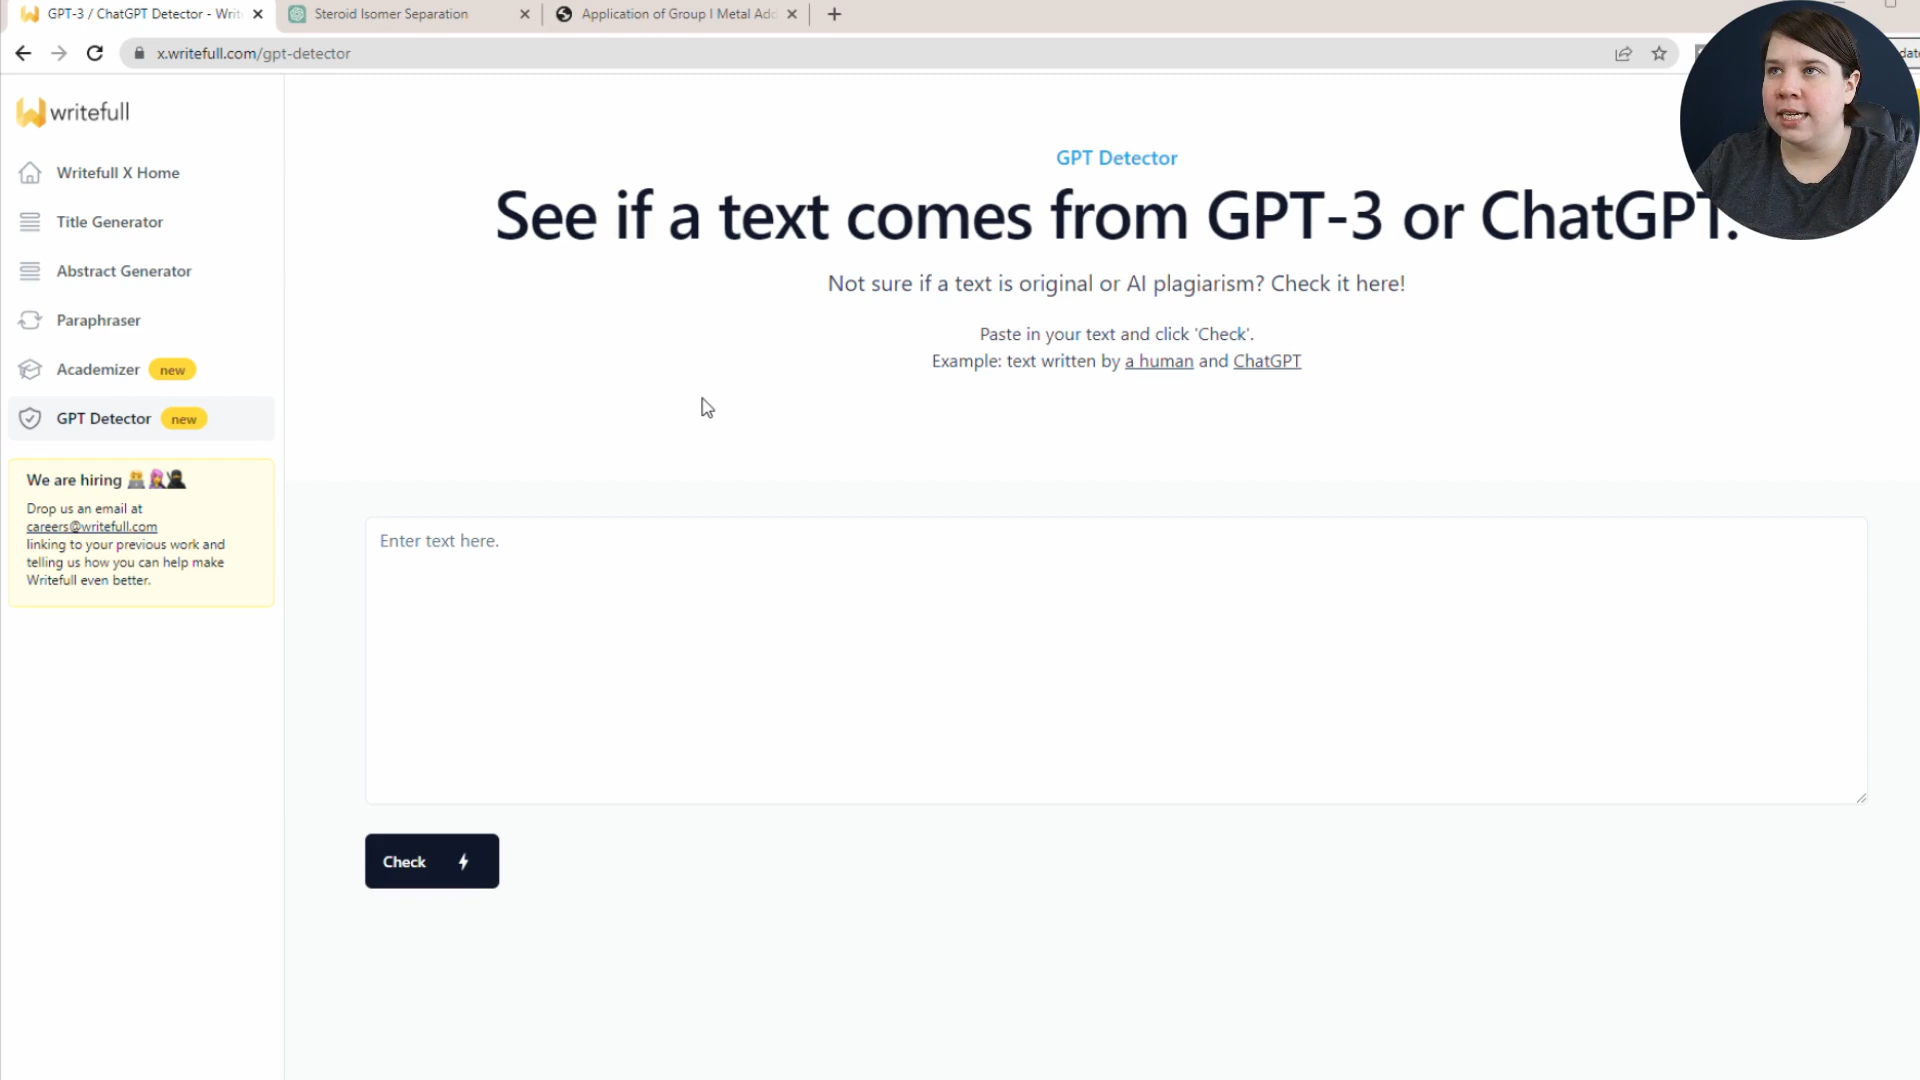 GPT-3 / ChatGPT Detector - Writ
Steroid Isomer Separation
Application of Group I Metal Add
x.writefull.com/gpt-detector
writefull
Writefull X Home
Title Generator
Abstract Generator
Paraphraser
Academizer new
GPT Detector new
We are hiring
Drop us an email at
careers@writefull.com
linking to your previous work and
telling us how you can help make
Writefull even better.
GPT Detector
See if a text comes from GPT-3 or ChatGPT.
Not sure if a text is original or AI plagiarism? Check it here!
Paste in your text and click 'Check'.
Example: text written by a human and ChatGPT
Enter text here.
Check